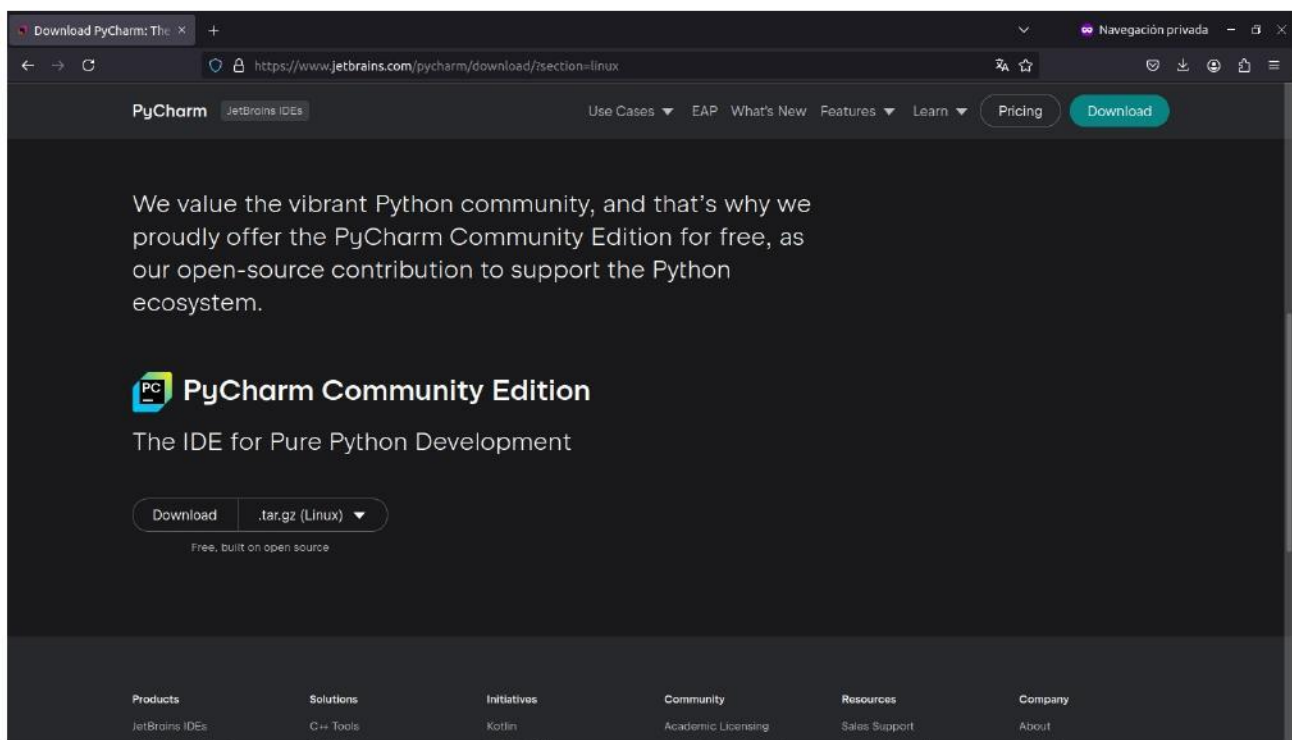 Download PyCharm: The
Navegación privada
https://www.jetbrains.com/pycharm/download/?section=linux
PyCharm JetBrains IDEs Use Cases EAP What's New Features Learn Pricing Download
We value the vibrant Python community, and that's why we
proudly offer the PyCharm Community Edition for free, as
our open-source contribution to support the Python
ecosystem.
PC PyCharm Community Edition
The IDE for Pure Python Development
Download .tar.gz (Linux)
Free, built on open source
Products Solutions Initiatives Community Resources Company
JetBrains IDEs C++ Tools Kotlin Academic Licensing Sales Support About